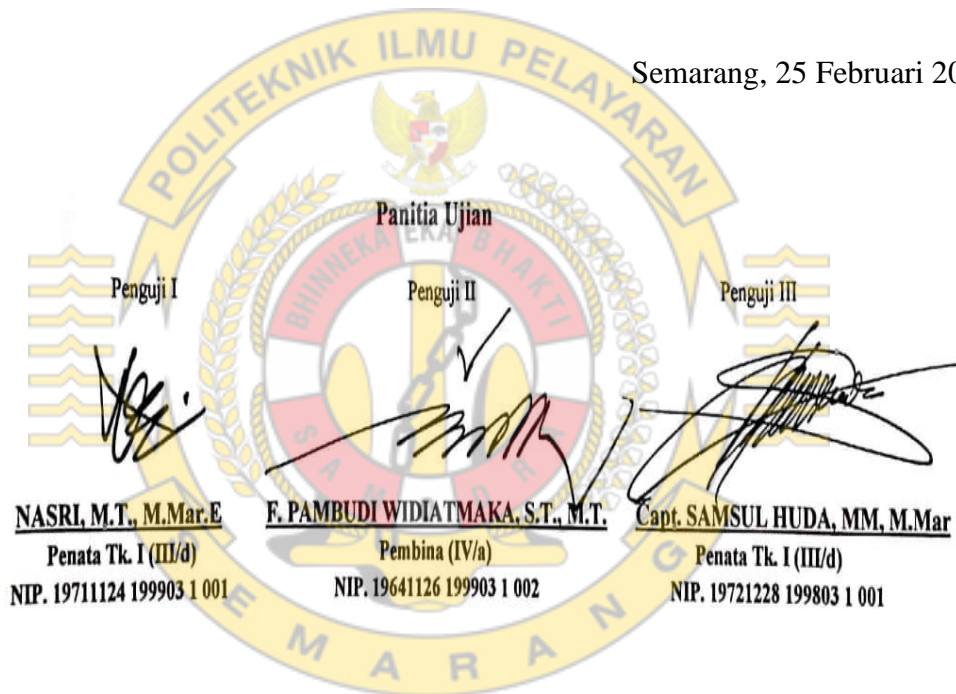 POLITEKNIK ILMU PELAYARAN
Semarang, 25 Februari 20
Panitia Ujian
BHINNEKA EKA BHAKTI
Penguji I
Penguji II
Penguji III
NASRI, M.T., M.Mar.E
F. PAMBUDI WIDIATMAKA, S.T., M.T.
Capt. SAMSUL HUDA, MM, M.Mar
Penata Tk. I (III/d)
Pembina (IV/a)
Penata Tk. I (III/d)
NIP. 19711124 199903 1 001
NIP. 19641126 199903 1 002
NIP. 19721228 199803 1 001
SEMARANG